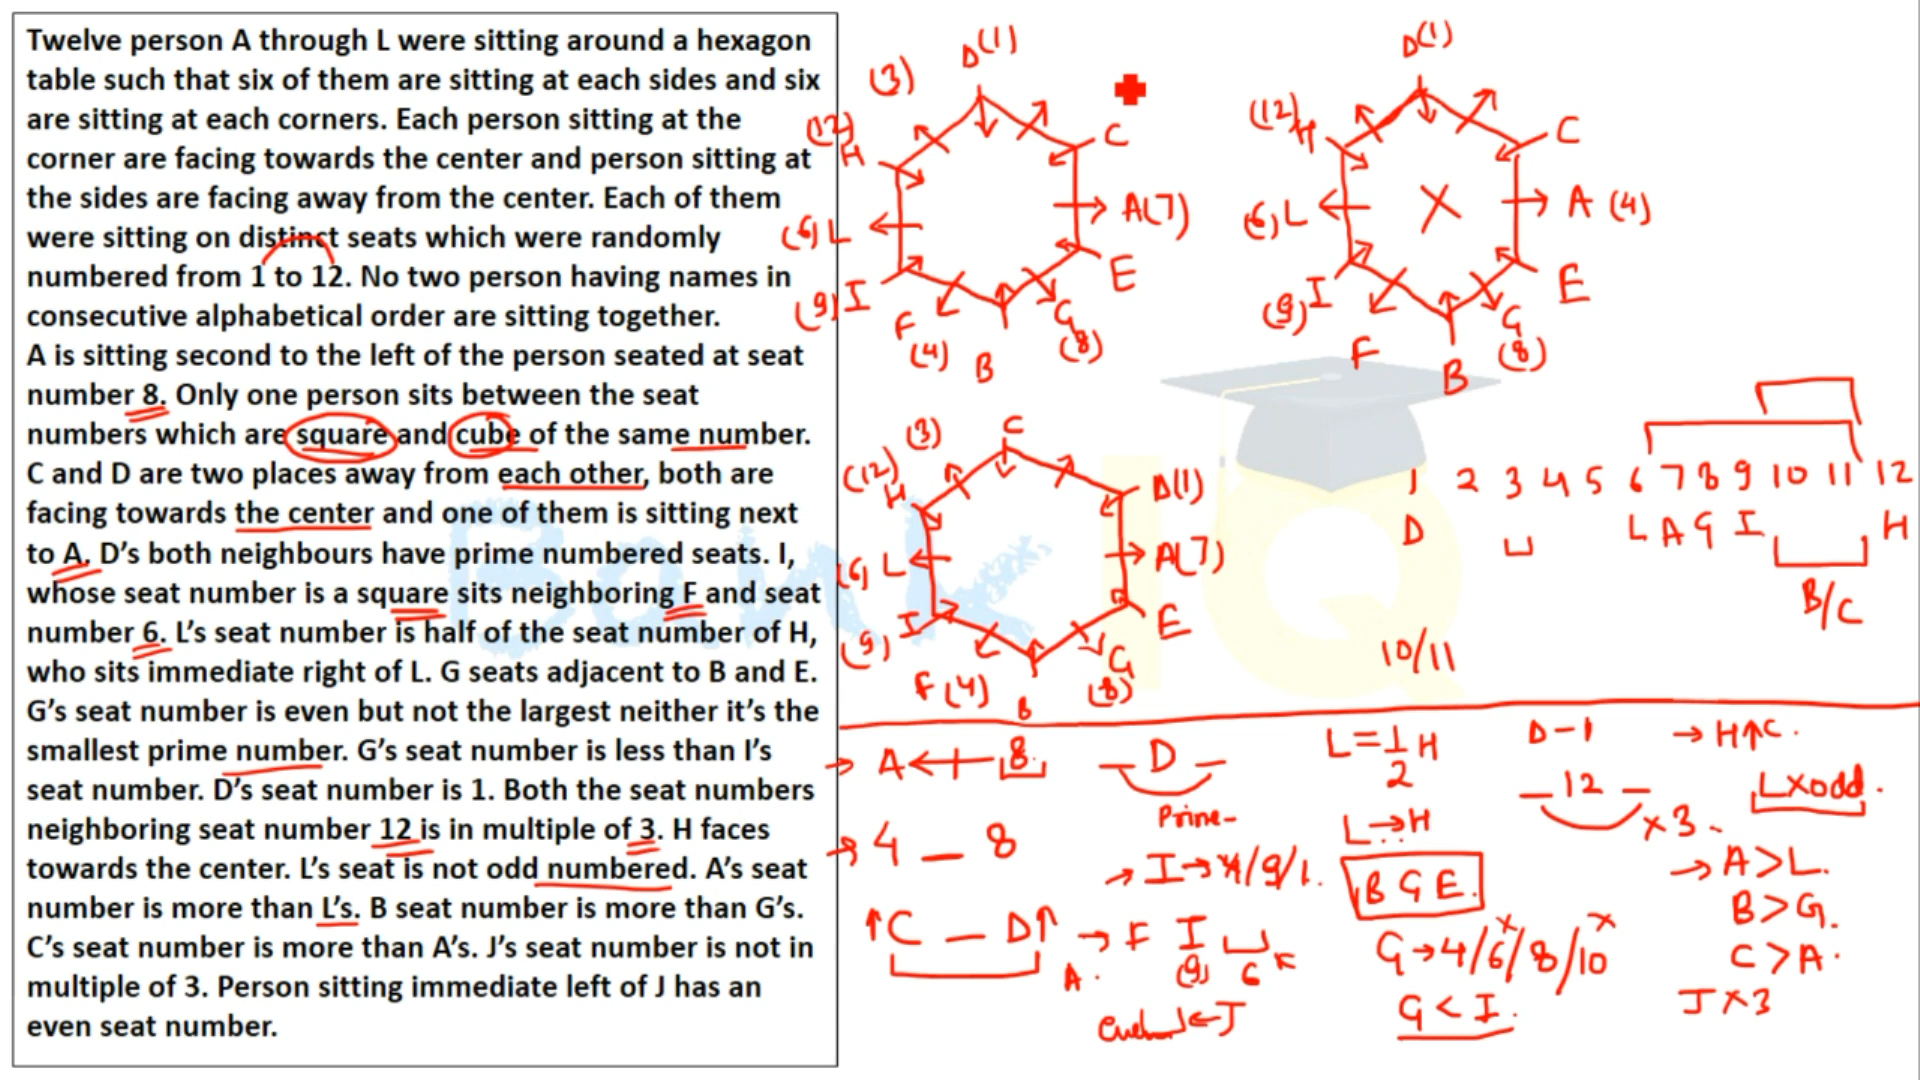 Twelve person A through L were sitting around a hexagon
table such that six of them are sitting at each sides and six
are sitting at each corners. Each person sitting at the
corner are facing towards the center and person sitting at
the sides are facing away from the center. Each of them
were sitting on distinct seats which were randomly
numbered from 1 to 12. No two person having names in
consecutive alphabetical order are sitting together.
A is sitting second to the left of the person seated at seat
number 8. Only one person sits between the seat
numbers which are square and cube of the same number.
C and D are two places away from each other, both are
facing towards the center and one of them is sitting next
to A. D's both neighbours have prime numbered seats. I,
whose seat number is a square sits neighboring F and seat
number 6. L's seat number is half of the seat number of H,
who sits immediate right of L. G seats adjacent to B and E.
G's seat number is even but not the largest neither it's the
smallest prime number. G's seat number is less than I's
seat number. D's seat number is 1. Both the seat numbers
neighboring seat number 12 is in multiple of 3. H faces
towards the center. L's seat is not odd numbered. A's seat
number is more than L's. B seat number is more than G's.
C's seat number is more than A's. J's seat number is not in
multiple of 3. Person sitting immediate left of J has an
even seat number.
D(1)
(3)
(12) H
C
(6) L
A(7)
(9) I
E
F
(4)
B
G
(8)
D(1)
(12) H
C
(6) L
A (4)
(9) I
E
F
B
G
(8)
C
(3)
(12)
H
D(1)
(6) L
A(7)
I
(9)
E
F(4)
B
G
(8)
1 2 3 4 5 6 7 8 9 10 11 12
D L A G I H
B/C
10/11
Bank IQ
A 8
4 _ 8
C _ D
_ D _
Prime-
F I
A. (9) 6
J
L = 1/2 H
L → H
B G E
G → 4/6/8/10
G < I.
D - 1
_ 12 _
x 3
→ H↑ C.
L x odd.
→ A > L.
B > G.
C > A.
J x 3